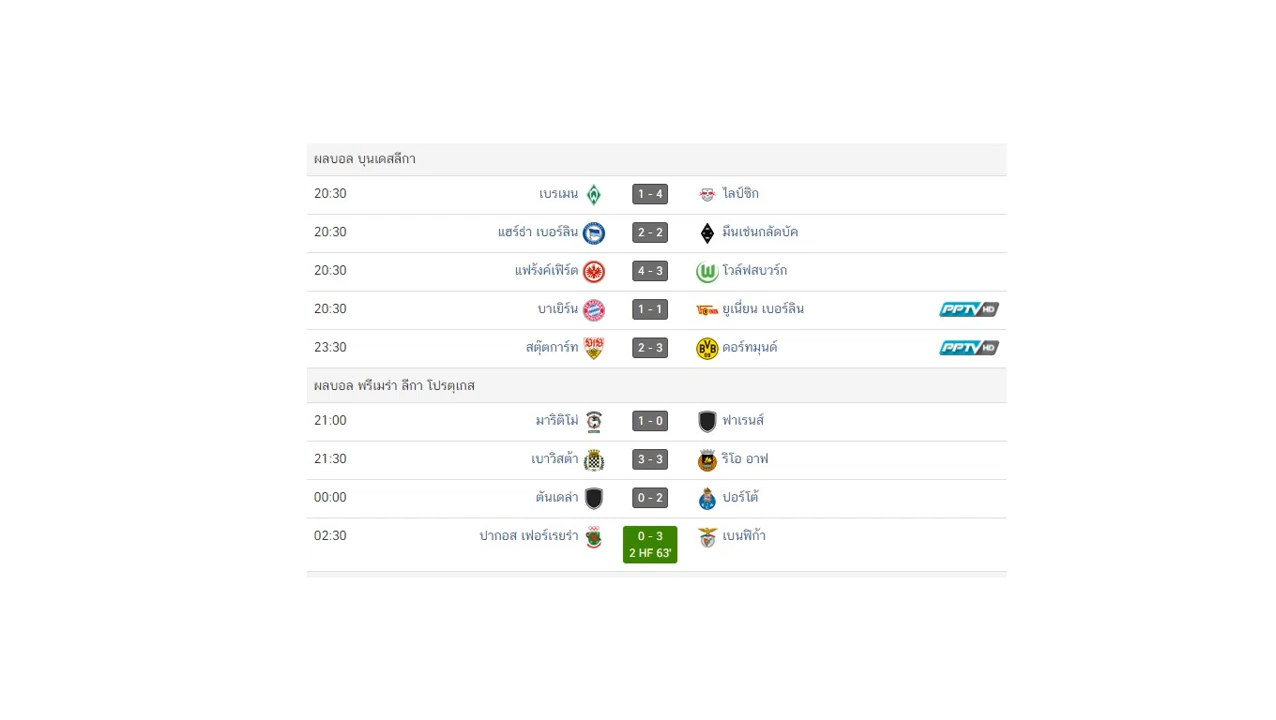 ผลบอล บุนเดสลีกา
20:30 เบรเมน 1 - 4 ไลป์ซิก
20:30 แฮร์ธ่า เบอร์ลิน 2 - 2 มึนเช่นกลัดบัค
20:30 แฟร้งค์เฟิร์ต 4 - 3 โวล์ฟสบวร์ก
20:30 บาเยิร์น 1 - 1 ยูเนี่ยน เบอร์ลิน PPTV HD
23:30 สตุ๊ตการ์ท 2 - 3 ดอร์ทมุนด์ PPTV HD
ผลบอล พรีเมร่า ลีกา โปรตุเกส
21:00 มาริติโม่ 1 - 0 ฟาเรนส์
21:30 เบาวิสต้า 3 - 3 ริโอ อาฟ
00:00 ตันเดล่า 0 - 2 ปอร์โต้
02:30 ปากอส เฟอร์เรยร่า 0 - 3 เบนฟิก้า
2 HF 63'